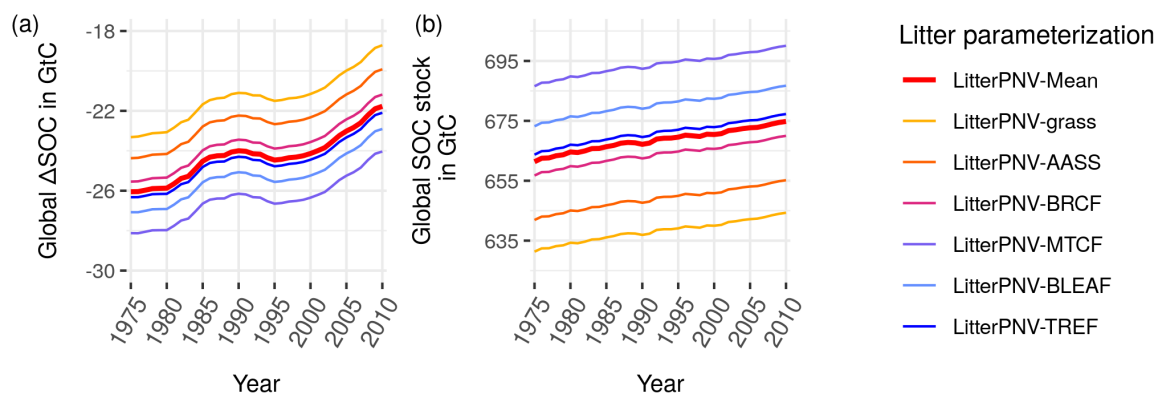 (a)
Global ΔSOC in GtC
-18
-22
-26
-30
1975
1980
1985
1990
1995
2000
2005
2010
Year
(b)
Global SOC stock
in GtC
695
675
655
635
1975
1980
1985
1990
1995
2000
2005
2010
Year
Litter parameterization
LitterPNV-Mean
LitterPNV-grass
LitterPNV-AASS
LitterPNV-BRCF
LitterPNV-MTCF
LitterPNV-BLEAF
LitterPNV-TREF